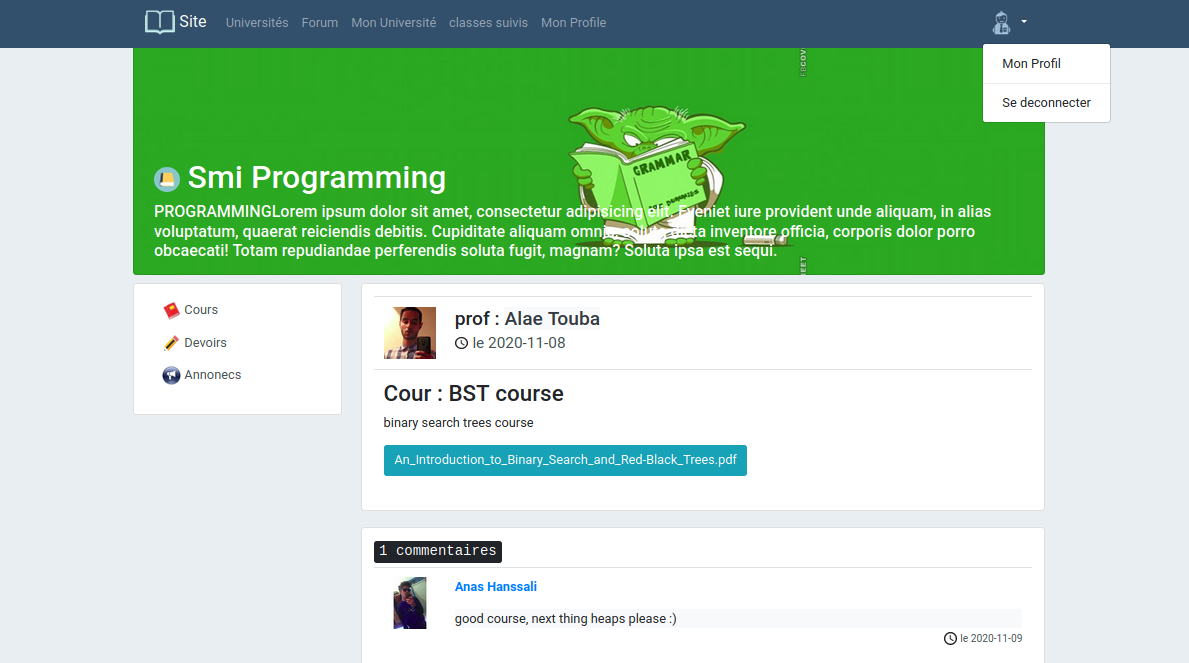 Site Universités Forum Mon Université classes suivis Mon Profile
Mon Profil
Se deconnecter
GRAMMAR
Smi Programming
PROGRAMMINGLorem ipsum dolor sit amet, consectetur adipisicing elit. Eveniet iure provident unde aliquam, in alias
voluptatum, quaerat reiciendis debitis. Cupiditate aliquam omnis soluta dicta inventore officia, corporis dolor porro
obcaecati! Totam repudiandae perferendis soluta fugit, magnam? Soluta ipsa est sequi.
Cours
Devoirs
Annonecs
prof : Alae Touba
le 2020-11-08
Cour : BST course
binary search trees course
An_Introduction_to_Binary_Search_and_Red-Black_Trees.pdf
1 commentaires
Anas Hanssali
good course, next thing heaps please :)
le 2020-11-09